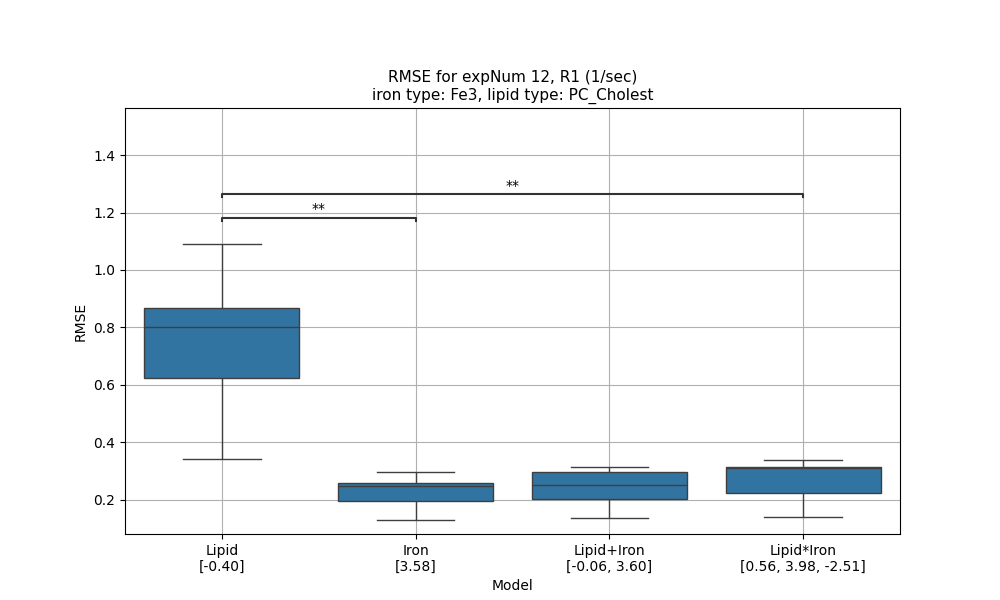 RMSE for expNum 12, R1 (1/sec)
iron type: Fe3, lipid type: PC_Cholest
1.4
1.2
1.0
0.8
0.6
0.4
0.2
RMSE
**
**
Lipid
[-0.40]
Iron
[3.58]
Lipid+Iron
[-0.06, 3.60]
Lipid*Iron
[0.56, 3.98, -2.51]
Model